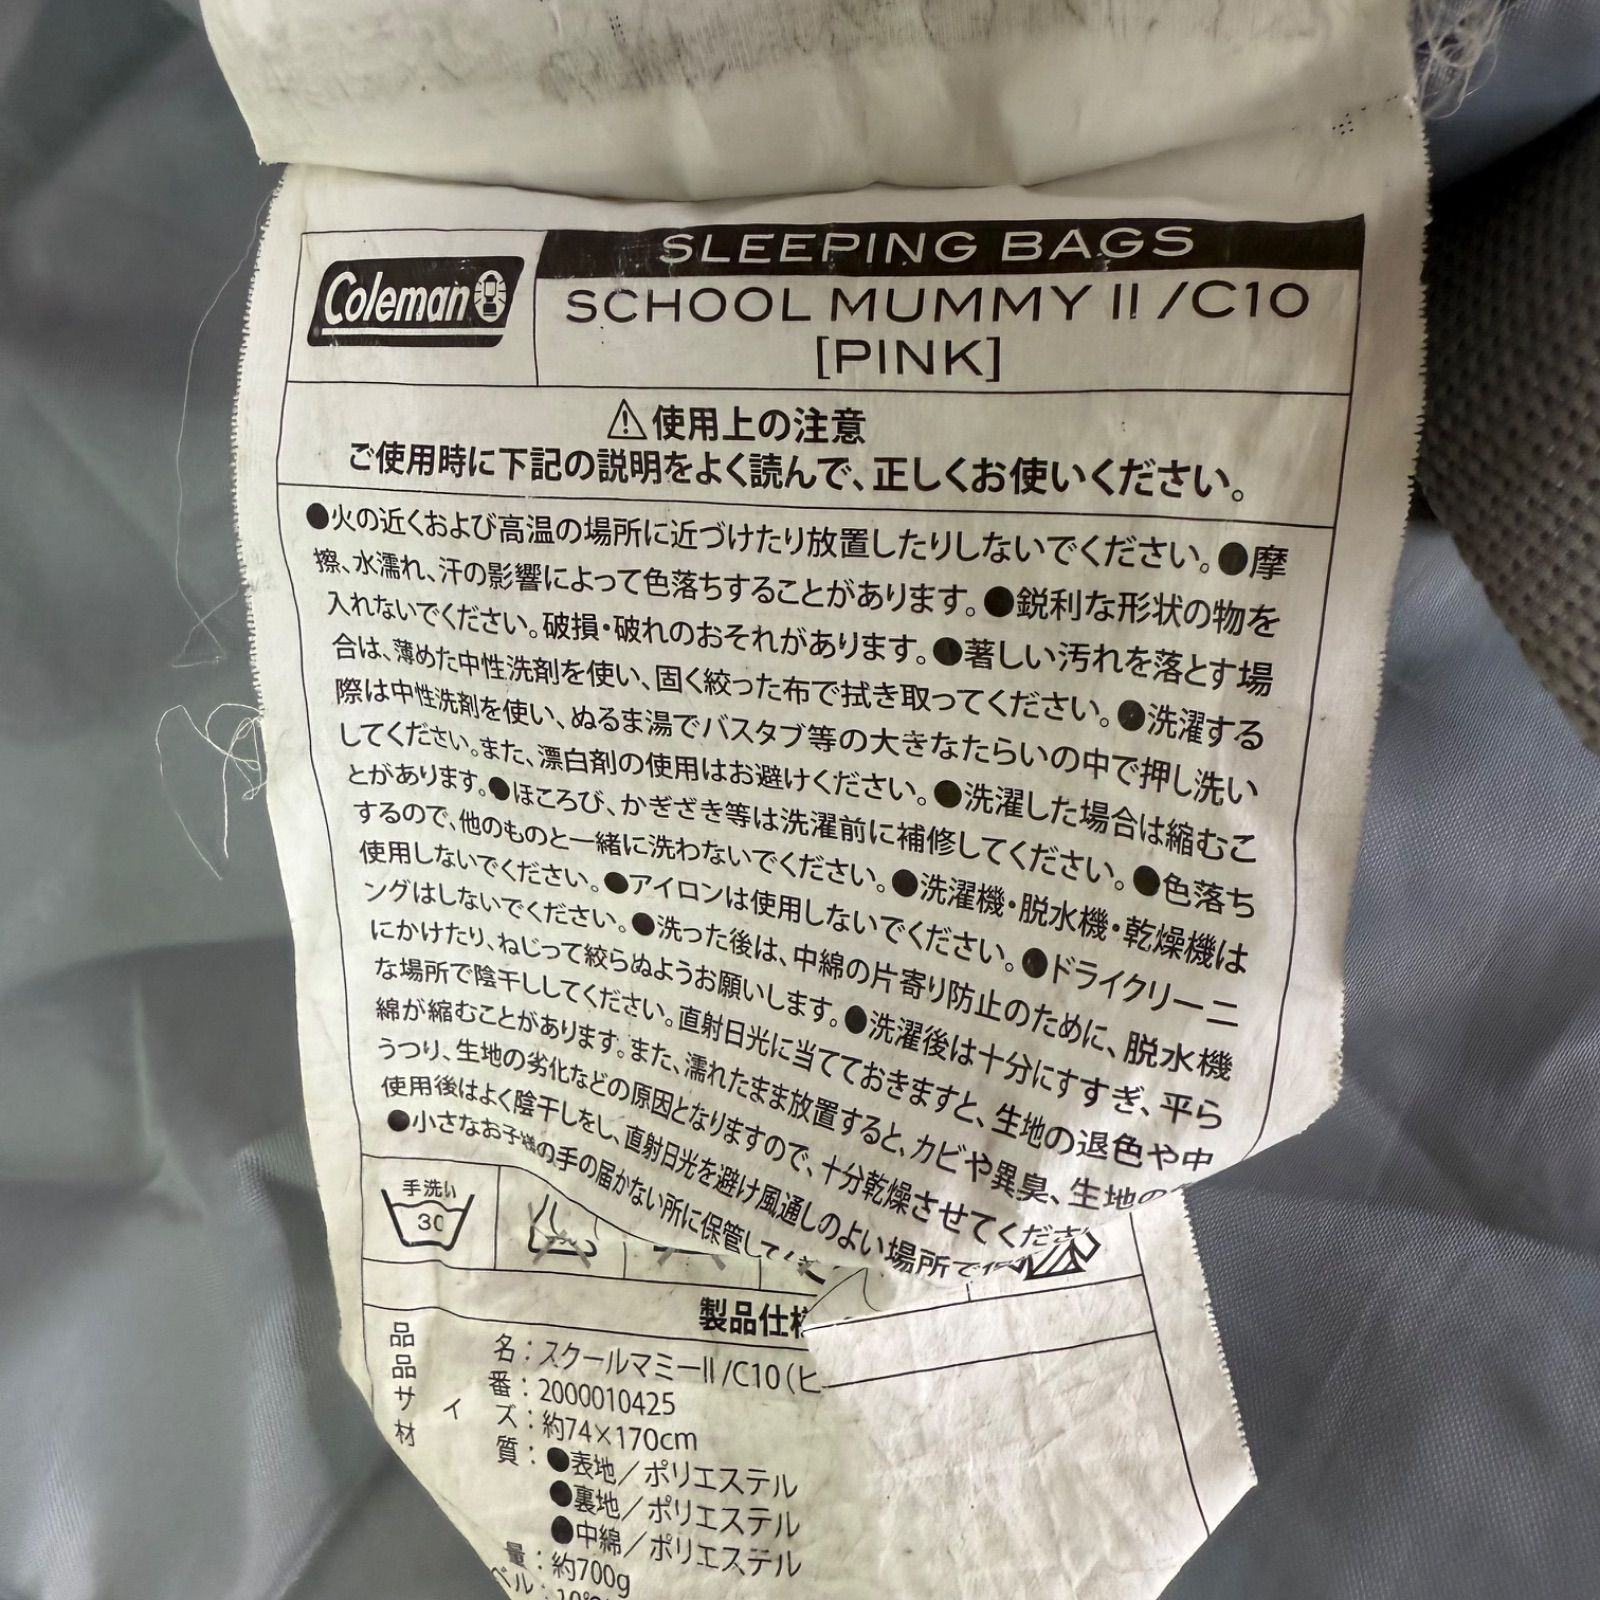 Coleman
SLEEPING BAGS
SCHOOL MUMMY II /C10
[PINK]
⚠使用上の注意
ご使用時に下記の説明をよく読んで、正しくお使いください。
●火の近くおよび高温の場所に近づけたり放置したりしないでください。●摩
擦、水濡れ、汗の影響によって色落ちすることがあります。●鋭利な形状の物を
入れないでください。破損・破れのおそれがあります。●著しい汚れを落とす場
合は、薄めた中性洗剤を使い、固く絞った布で拭き取ってください。●洗濯する
際は中性洗剤を使い、ぬるま湯でバスタブ等の大きなたらいの中で押し洗い
してください。また、漂白剤の使用はお避けください。●洗濯した場合は縮むこ
とがあります。●ほころび、かぎざき等は洗濯前に補修してください。●色落ち
するので、他のものと一緒に洗わないでください。●洗濯機・脱水機・乾燥機は
使用しないでください。●アイロンは使用しないでください。●ドライクリーニ
ングはしないでください。●洗った後は、中綿の片寄り防止のために、脱水機
にかけたり、ねじって絞らぬようお願いします。●洗濯後は十分にすすぎ、平ら
な場所で陰干ししてください。直射日光に当てておきますと、生地の退色や中
綿が縮むことがあります。また、濡れたまま放置すると、カビや異臭、生地の
うつり、生地の劣化などの原因となりますので、十分乾燥させてくださ
使用後はよく陰干しをし、直射日光を避け風通しのよい場所で
●小さなお子様の手の届かない所に保管して
手洗い
30
製品仕様
品名：スクールマミーII/C10(ピ
品番：2000010425
サイズ：約74×170cm
材質：●表地／ポリエステル
●裏地／ポリエステル
●中綿／ポリエステル
量：約700g
ベル：10℃